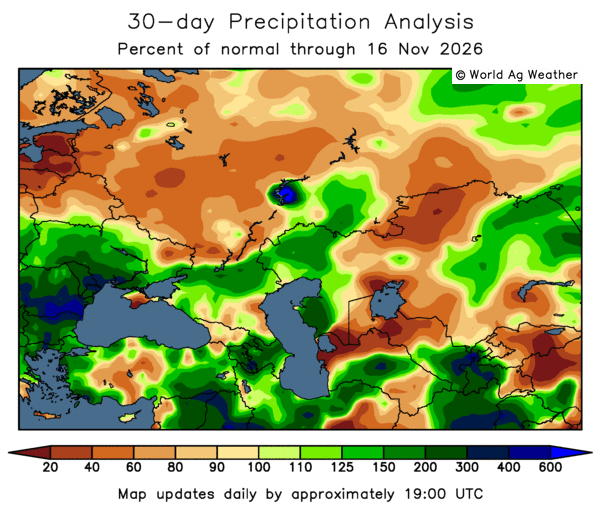 30-day Precipitation Analysis
Percent of normal through 16 Nov 2026
© World Ag Weather
20 40 60 80 90 100 110 125 150 200 300 400 600
Map updates daily by approximately 19:00 UTC